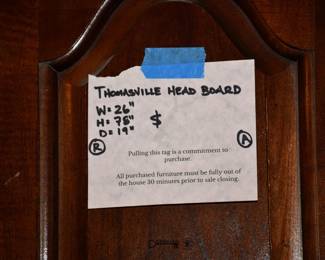 THOMASVILLE HEAD BOARD
W = 26"
H = 78" $
D = 19"
R A
Pulling this tag is a commitment to
purchase.
All purchased furniture must be fully out of
the house 30 minutes prior to sale closing.